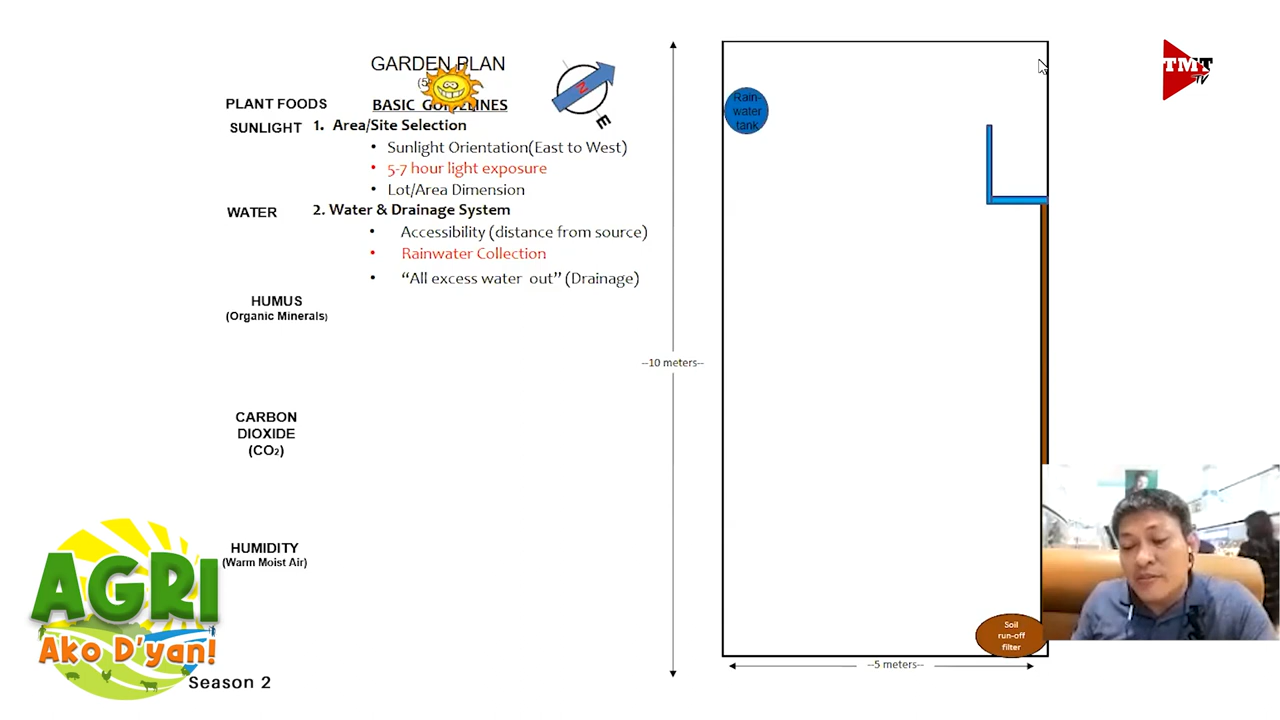 GARDEN PLAN
PLANT FOODS
BASIC GUIDELINES
SUNLIGHT
1. Area/Site Selection
• Sunlight Orientation(East to West)
• 5-7 hour light exposure
• Lot/Area Dimension
WATER
2. Water & Drainage System
• Accessibility (distance from source)
• Rainwater Collection
• “All excess water out” (Drainage)
HUMUS
(Organic Minerals)
CARBON
DIOXIDE
(CO2)
HUMIDITY
(Warm Moist Air)
N
E
--10 meters--
Rain-
water
tank
Soil
run-off
filter
--5 meters--
TMT
TV
AGRI
Ako D'yan!
Season 2